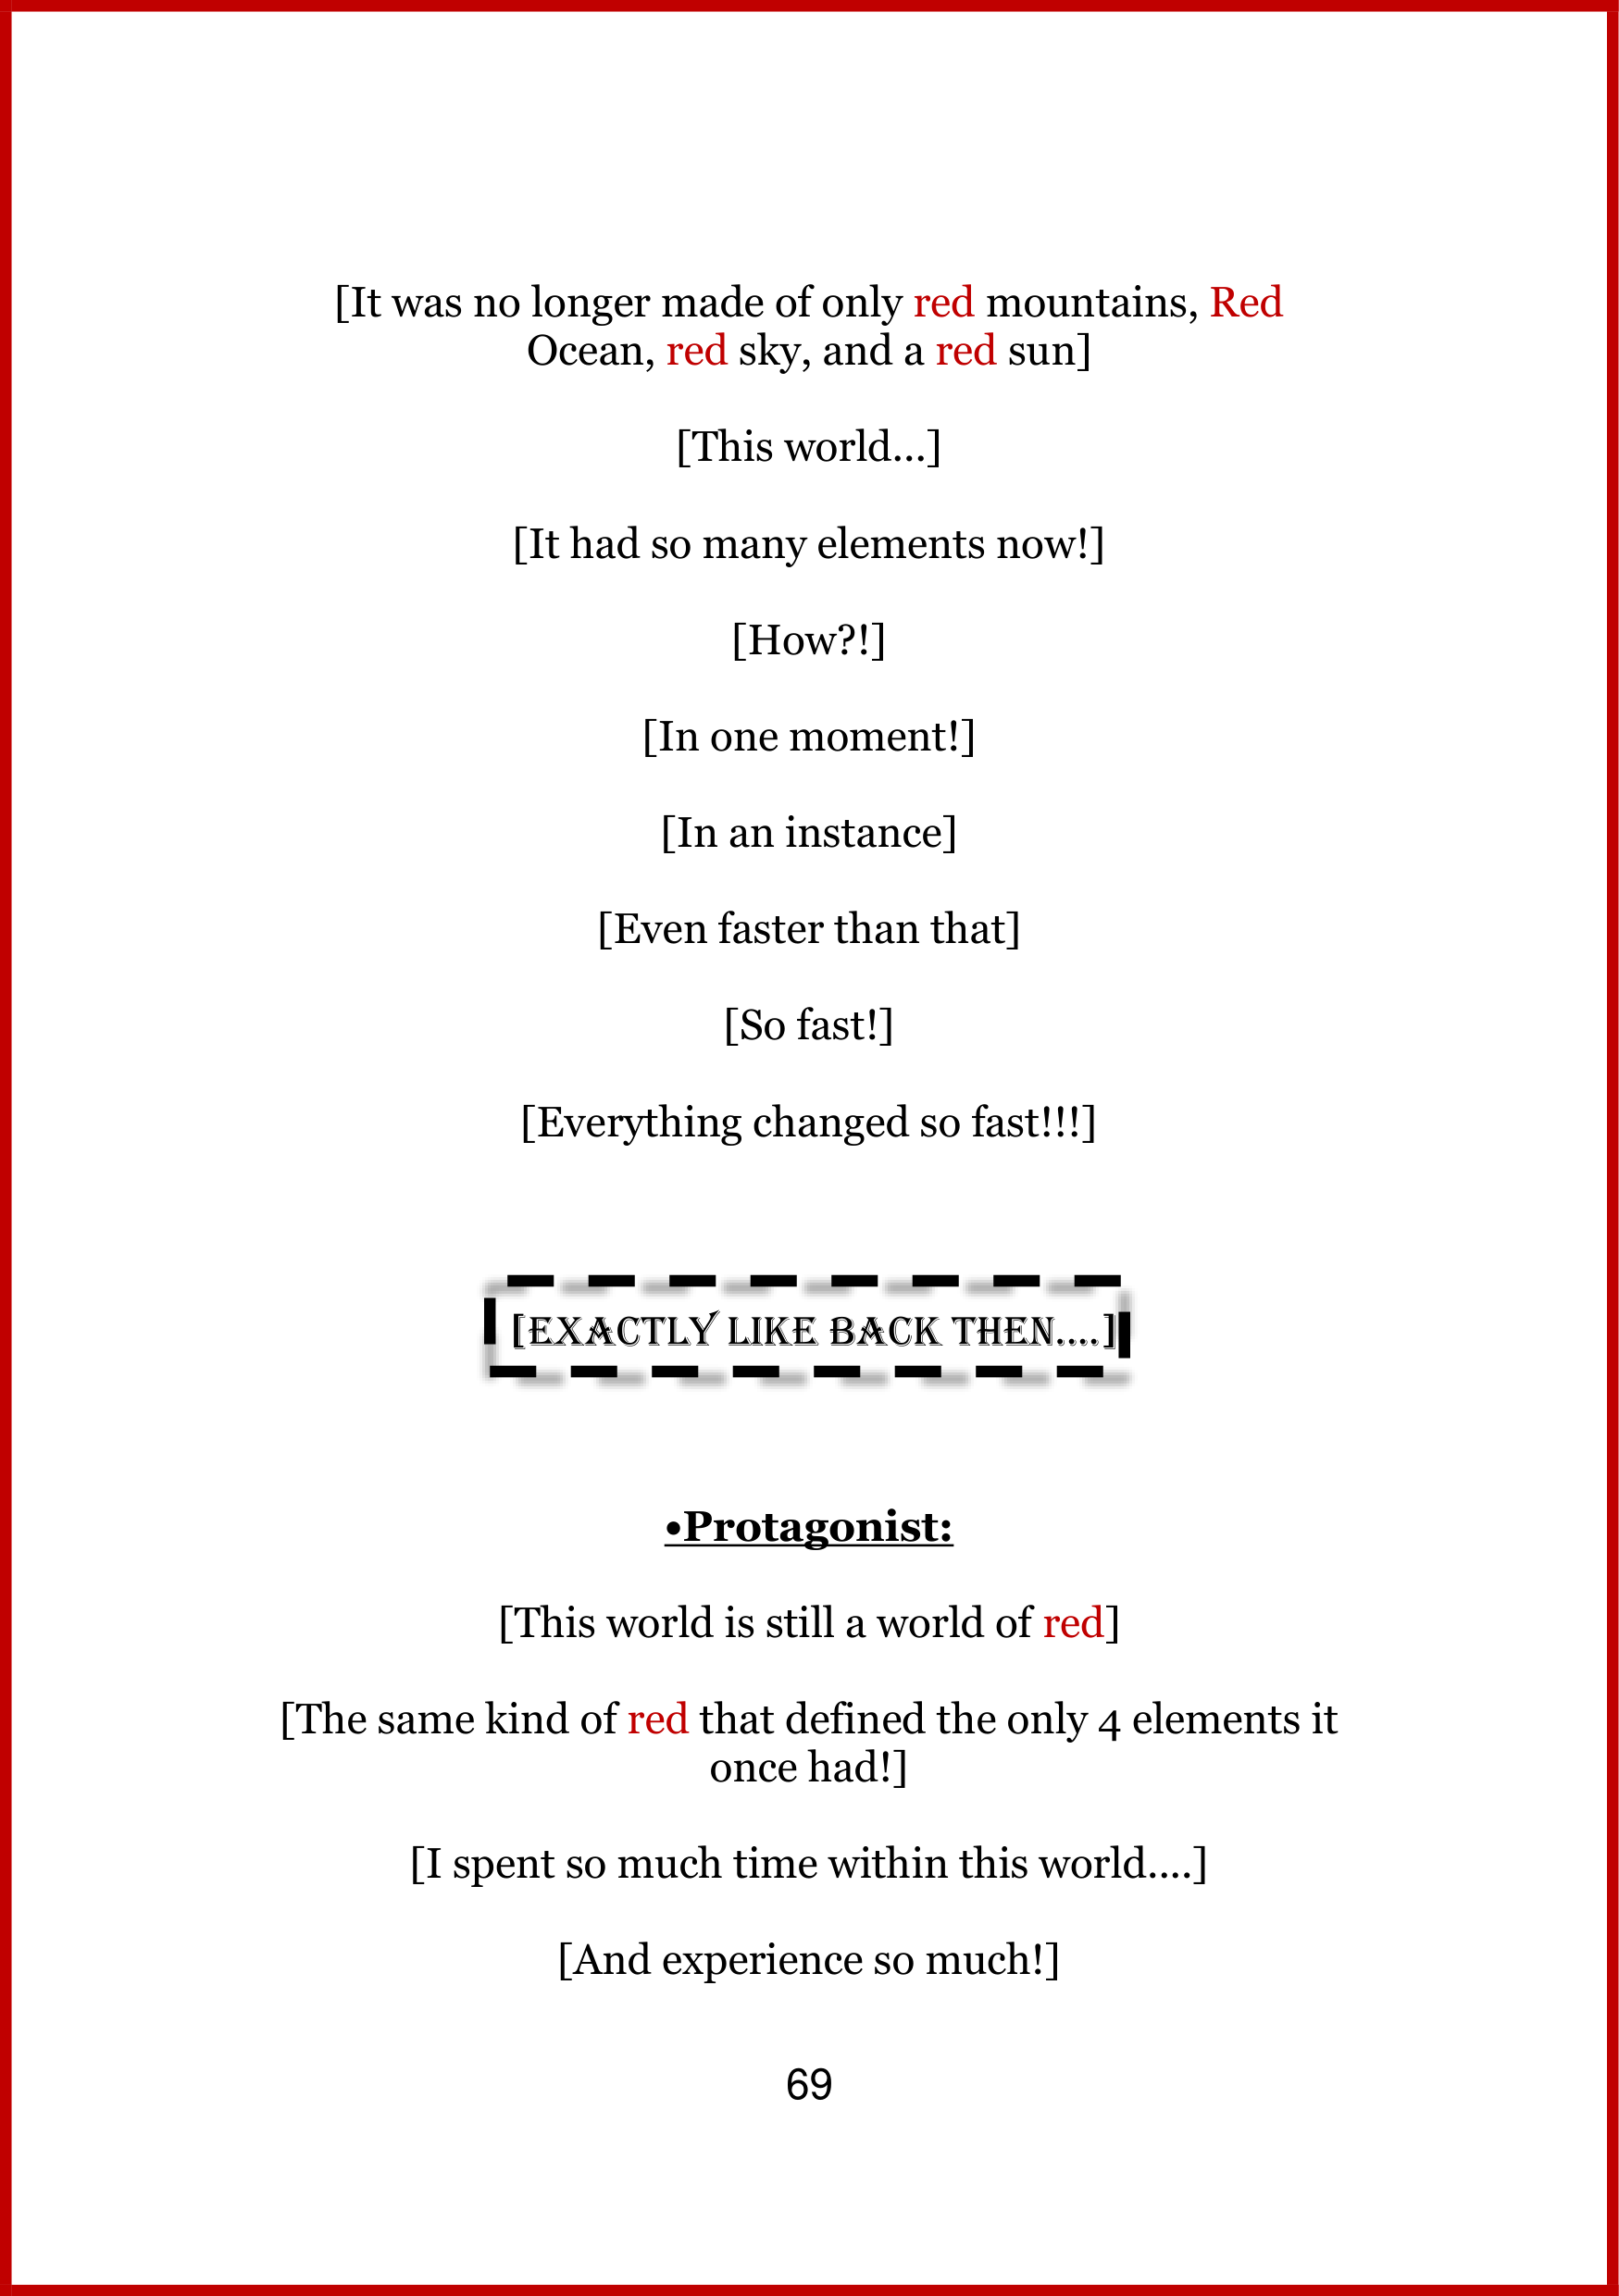 [It was no longer made of only red mountains, Red
Ocean, red sky, and a red sun]
[This world...]
[It had so many elements now!]
[How?!]
[In one moment!]
[In an instance]
[Even faster than that]
[So fast!]
[Everything changed so fast!!!]
[EXACTLY LIKE BACK THEN....]
•Protagonist:
[This world is still a world of red]
[The same kind of red that defined the only 4 elements it
once had!]
[I spent so much time within this world....]
[And experience so much!]
69